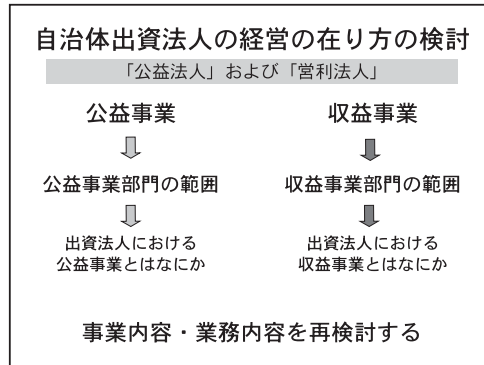 自治体出資法人の経営の在り方の検討
「公益法人」および「営利法人」
公益事業
収益事業
公益事業部門の範囲
収益事業部門の範囲
出資法人における
公益事業とはなにか
出資法人における
収益事業とはなにか
事業内容・業務内容を再検討する